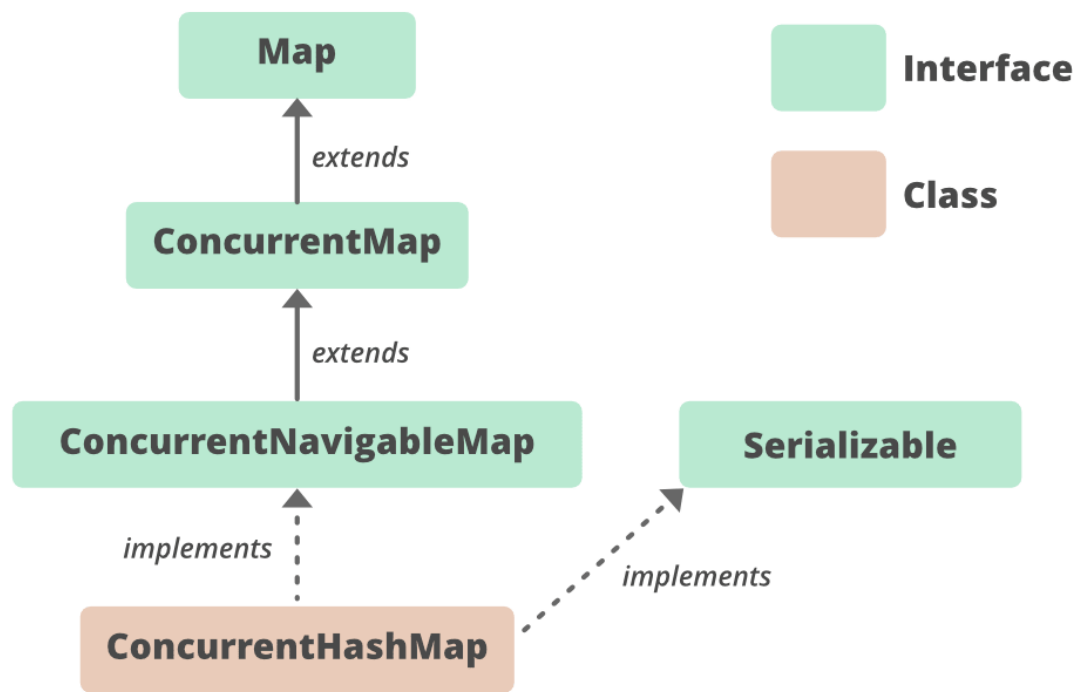 Map
Interface
extends
Class
ConcurrentMap
extends
ConcurrentNavigableMap
Serializable
implements
implements
ConcurrentHashMap